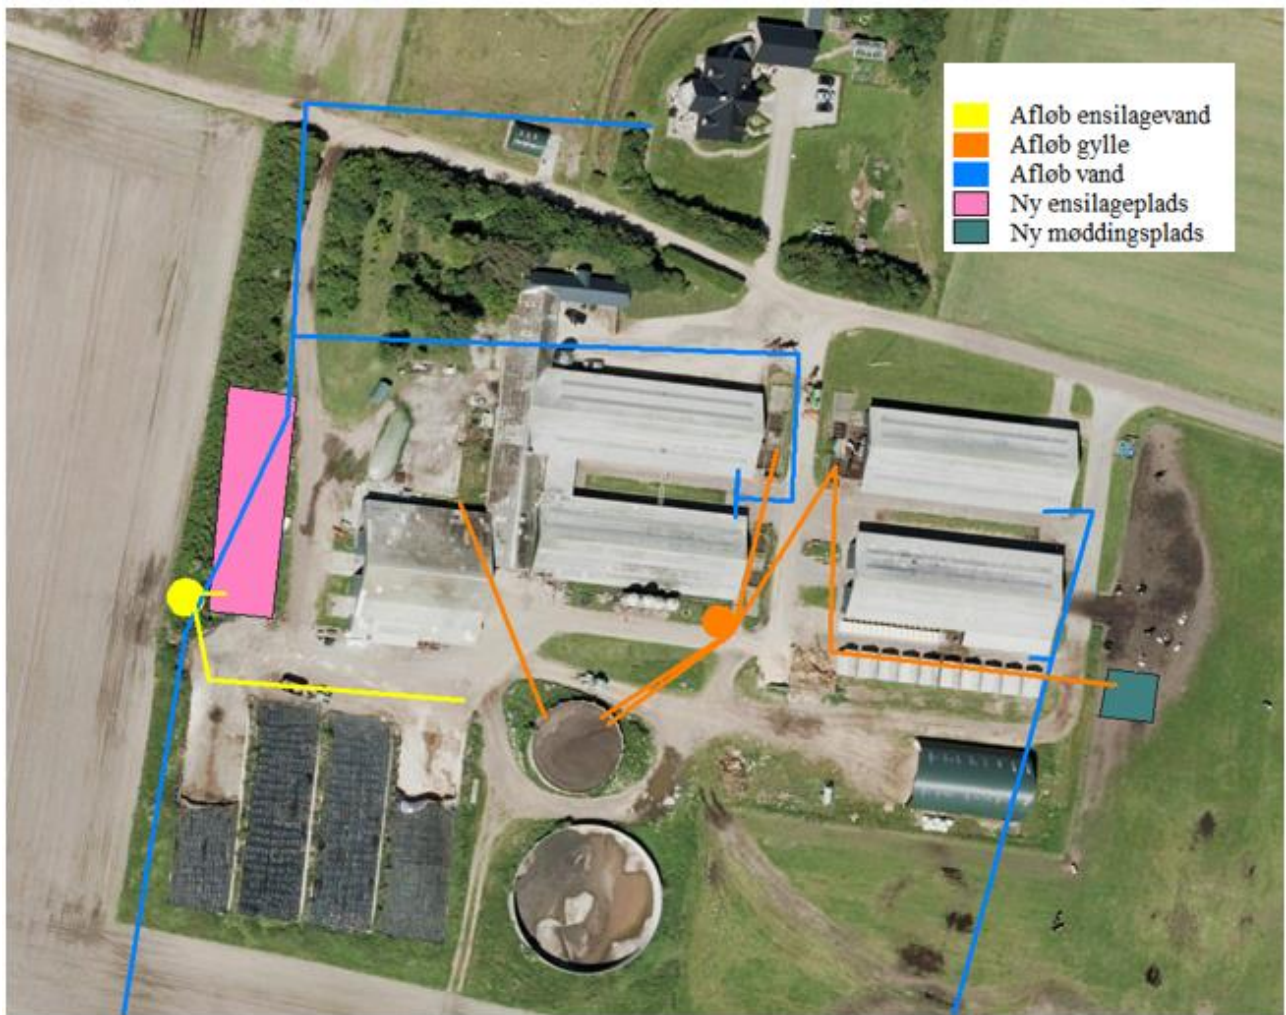 Afløb ensilagevand
Afløb gylle
Afløb vand
Ny ensilageplads
Ny møddingsplads